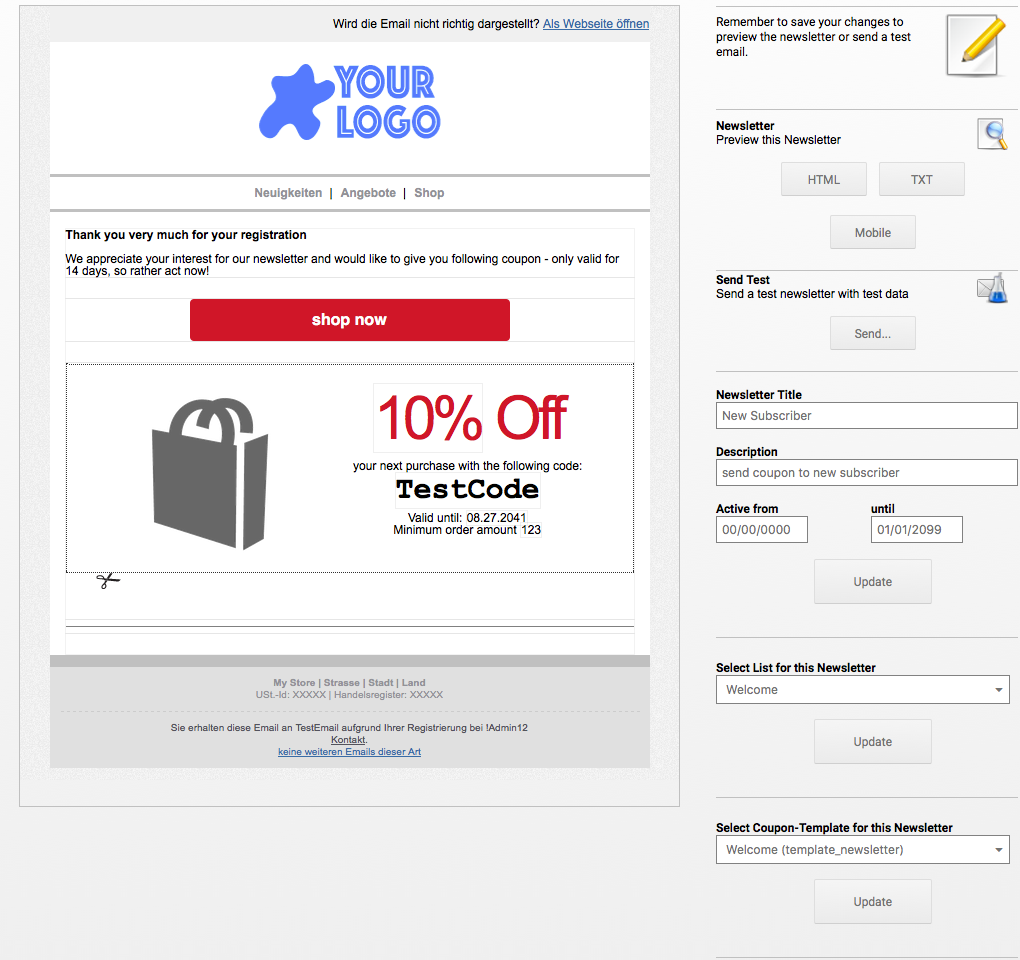 Wird die Email nicht richtig dargestellt? Als Webseite öffnen
YOUR
LOGO
Neuigkeiten | Angebote | Shop
Thank you very much for your registration
We appreciate your interest for our newsletter and would like to give you following coupon - only valid for
14 days, so rather act now!
shop now
10% Off
your next purchase with the following code:
TestCode
Valid until: 08.27.2041
Minimum order amount 123
My Store | Strasse | Stadt | Land
USt.-Id: XXXXX | Handelsregister: XXXXX
Sie erhalten diese Email an TestEmail aufgrund Ihrer Registrierung bei !Admin12
Kontakt.
keine weiteren Emails dieser Art
Remember to save your changes to
preview the newsletter or send a test
email.
Newsletter
Preview this Newsletter
HTML
TXT
Mobile
Send Test
Send a test newsletter with test data
Send...
Newsletter Title
New Subscriber
Description
send coupon to new subscriber
Active from until
00/00/0000 01/01/2099
Update
Select List for this Newsletter
Welcome
Update
Select Coupon-Template for this Newsletter
Welcome (template_newsletter)
Update